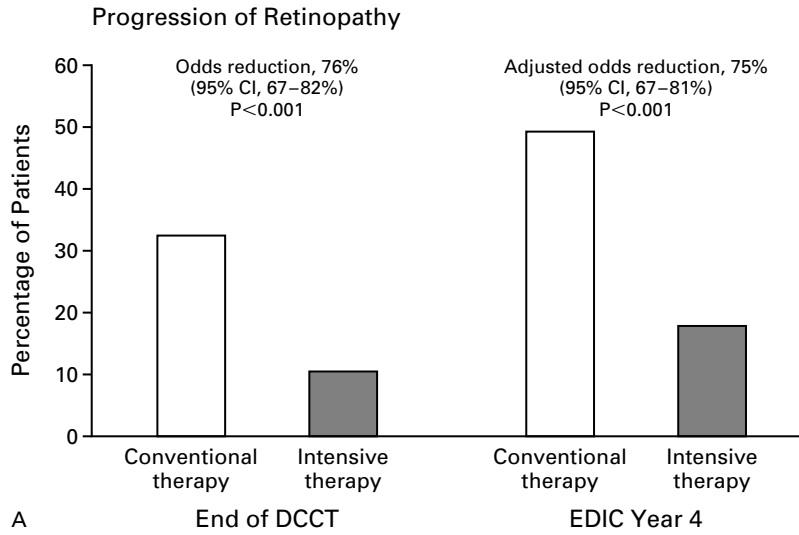 Progression of Retinopathy
Odds reduction, 76%
(95% CI, 67–82%)
P<0.001
Adjusted odds reduction, 75%
(95% CI, 67–81%)
P<0.001
Percentage of Patients
60
50
40
30
20
10
0
Conventional
therapy
Intensive
therapy
Conventional
therapy
Intensive
therapy
A
End of DCCT
EDIC Year 4